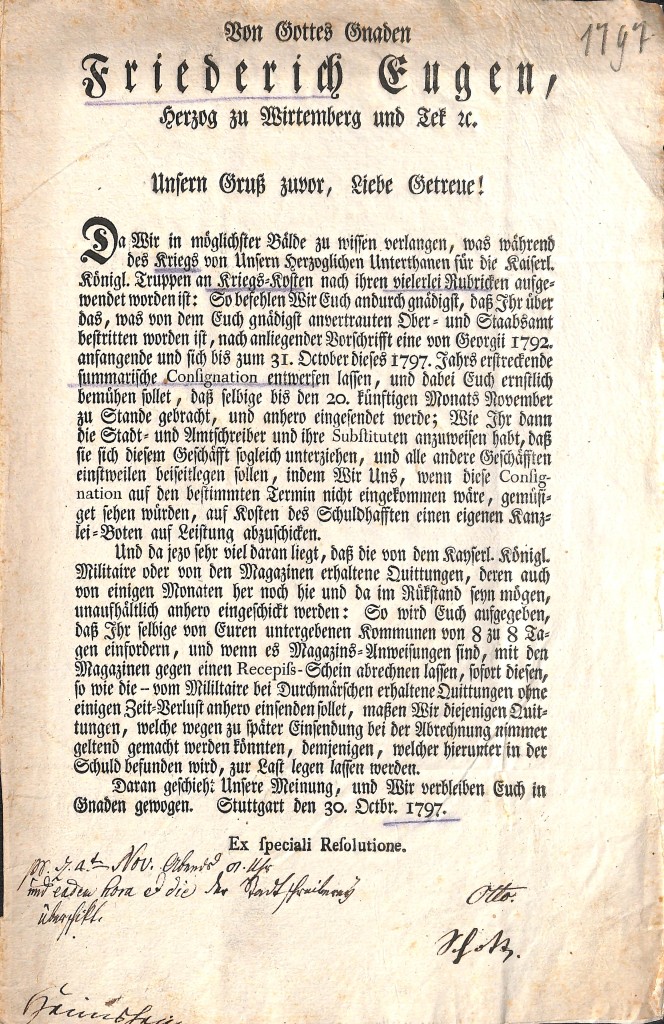 1797
Von Gottes Gnaden
Friederich Eugen,
Herzog zu Wirtemberg und Tek ꝛc.
Unsern Gruß zuvor, Liebe Getreue!
Da Wir in möglichster Bälde zu wissen verlangen, was während
des Kriegs von Unsern Herzoglichen Unterthanen für die Kaiserl.
Königl. Truppen an Kriegs-Kosten nach ihren vielerlei Rubricken aufge-
wendet worden ist: So befehlen Wir Euch andurch gnädigst, daß Ihr über
das, was von dem Euch gnädigst anvertrauten Ober- und Staabsamt
bestritten worden ist, nach anliegender Vorschrifft eine von Georgii 1792.
anfangende und sich bis zum 31. October dieses 1797. Jahrs erstreckende
summarische Consignation entwerfen lassen, und dabei Euch ernstlich
bemühen sollet, daß selbige bis den 20. künftigen Monats November
zu Stande gebracht, und anhero eingesendet werde; Wie Ihr dann
die Stadt- und Amtschreiber und ihre Substituten anzuweisen habt, daß
sie sich diesem Geschäfft sogleich unterziehen, und alle andere Geschäfften
einstweilen beiseitlegen sollen, indem Wir Uns, wenn diese Consig-
nation auf den bestimmten Termin nicht eingekommen wäre, gemüsi-
get sehen würden, auf Kosten des Schuldhafften einen eigenen Kanz-
lei-Boten auf Leistung abzuschicken.
Und da jezo sehr viel daran liegt, daß die von dem Kayserl. Königl.
Militaire oder von den Magazinen erhaltene Quittungen, deren auch
von einigen Monaten her noch hie und da im Rükstand seyn mögen,
unaufhältlich anhero eingeschickt werden: So wird Euch aufgegeben,
daß Ihr selbige von Euren untergebenen Kommunen von 8 zu 8 Ta-
gen einfordern, und wenn es Magazins-Anweisungen sind, mit den
Magazinen gegen einen Recepiss-Schein abrechnen lassen, sofort diesen,
so wie die – vom Milltaire bei Durchmärschen erhaltene Quittungen ohne
einigen Zeit-Verlust anhero einsenden sollet, maßen Wir diejenigen Quit-
tungen, welche wegen zu später Einsendung bei der Abrechnung nimmer
geltend gemacht werden könnten, demjenigen, welcher hierunter in der
Schuld befunden wird, zur Last legen lassen werden.
Daran geschieht Unsere Meinung, und Wir verbleiben Euch in
Gnaden gewogen. Stuttgart den 30. Octbr. 1797.
Ex speciali Resolutione.
Nov. Abends Uhr
und eadem hora et die der Stadtschreiberey
überschikt.
Otto.
Schott.